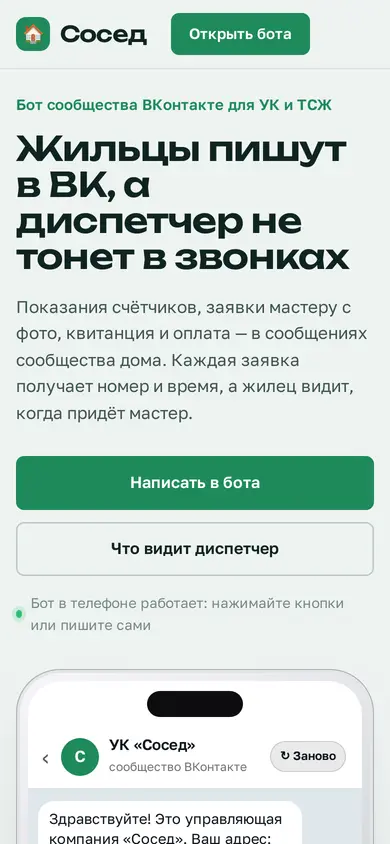 Сосед
Открыть бота
Бот сообщества ВКонтакте для УК и ТСЖ
Жильцы пишут
в ВК, а
диспетчер не
тонет в звонках
Показания счётчиков, заявки мастеру с
фото, квитанция и оплата — в сообщениях
сообщества дома. Каждая заявка
получает номер и время, а жилец видит,
когда придёт мастер.
Написать в бота
Что видит диспетчер
Бот в телефоне работает: нажимайте кнопки
или пишите сами
‹
С
УК «Сосед»
сообщество ВКонтакте
↻ Заново
Здравствуйте! Это управляющая
компания «Сосед». Ваш адрес: